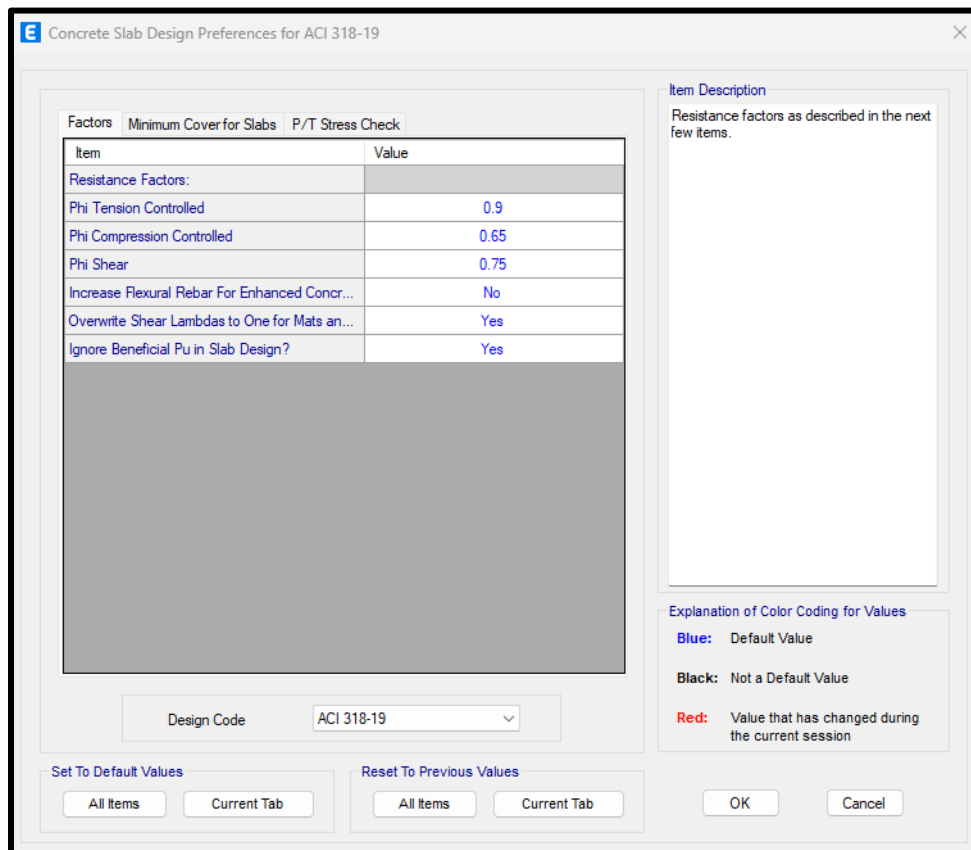 E Concrete Slab Design Preferences for ACI 318-19
Factors Minimum Cover for Slabs P/T Stress Check
Item Value
Resistance Factors:
Phi Tension Controlled 0.9
Phi Compression Controlled 0.65
Phi Shear 0.75
Increase Flexural Rebar For Enhanced Concr... No
Overwrite Shear Lambdas to One for Mats an... Yes
Ignore Beneficial Pu in Slab Design? Yes
Design Code ACI 318-19
Set To Default Values
All Items Current Tab
Reset To Previous Values
All Items Current Tab
Item Description
Resistance factors as described in the next
few items.
Explanation of Color Coding for Values
Blue: Default Value
Black: Not a Default Value
Red: Value that has changed during
the current session
OK Cancel